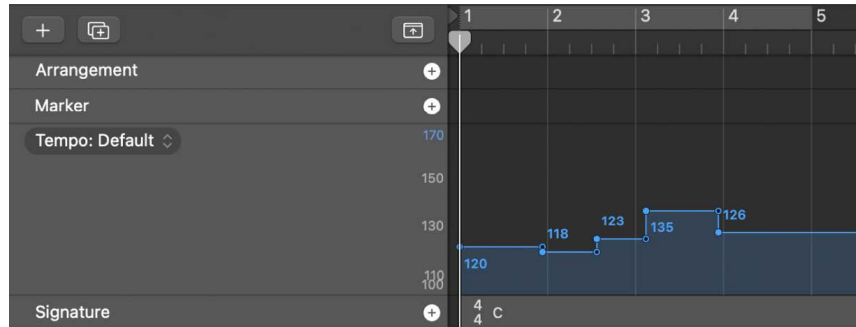 1 2 3 4 5
Arrangement
Marker
Tempo: Default
170
150
130
110
100
120
118
123
135
126
Signature
4
4 C